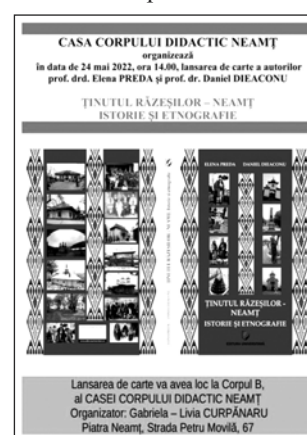 CASA CORPULUI DIDACTIC NEAMȚ
organizează
în data de 24 mai 2022, ora 14.00, lansarea de carte a autorilor
prof. drd. Elena PREDA și prof. dr. Daniel DIEACONU
ȚINUTUL RĂZEȘILOR – NEAMȚ
ISTORIE ȘI ETNOGRAFIE
ELENA PREDA DANIEL DIEACONU
ȚINUTUL RĂZEȘILOR -
NEAMȚ
ISTORIE ȘI ETNOGRAFIE
Lansarea de carte va avea loc la Corpul B,
al CASEI CORPULUI DIDACTIC NEAMȚ
Organizator: Gabriela – Livia CURPĂNARU
Piatra Neamț, Strada Petru Movilă, 67